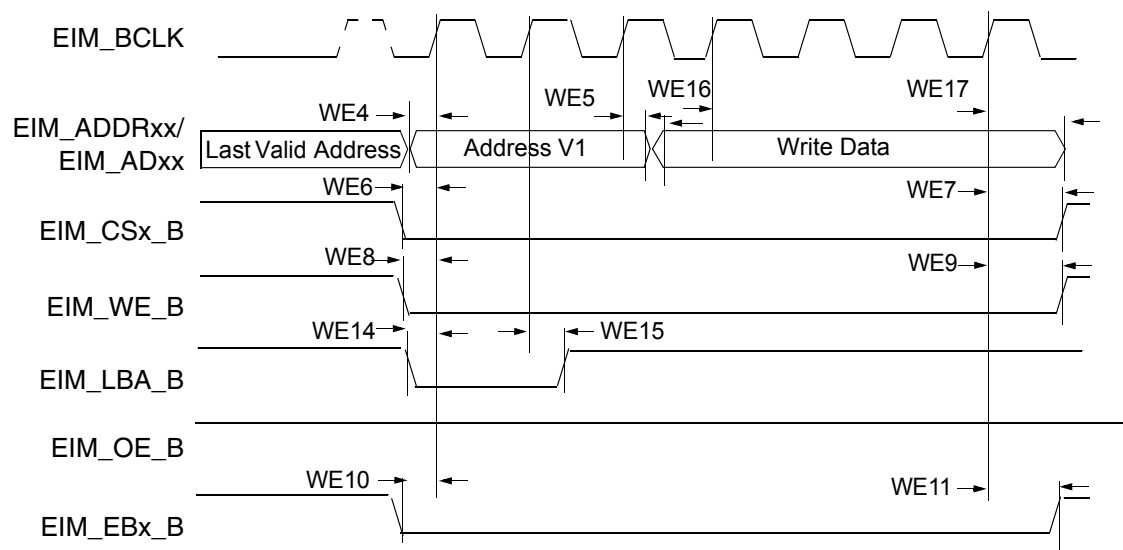 EIM_BCLK
WE4
WE5
WE16
WE17
EIM_ADDRxx/
EIM_ADxx
Last Valid Address
Address V1
Write Data
WE6
WE7
EIM_CSx_B
WE8
WE9
EIM_WE_B
WE14
WE15
EIM_LBA_B
EIM_OE_B
WE10
WE11
EIM_EBx_B